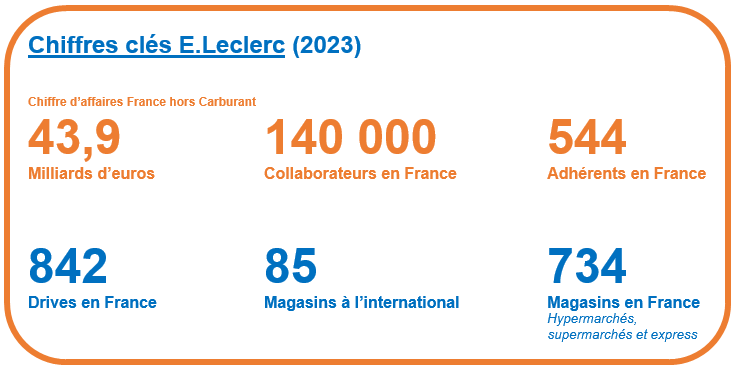 Chiffres clés E.Leclerc (2023)
Chiffre d’affaires France hors Carburant
43,9
Milliards d’euros
140 000
Collaborateurs en France
544
Adhérents en France
842
Drives en France
85
Magasins à l’international
734
Magasins en France
Hypermarchés,
supermarchés et express